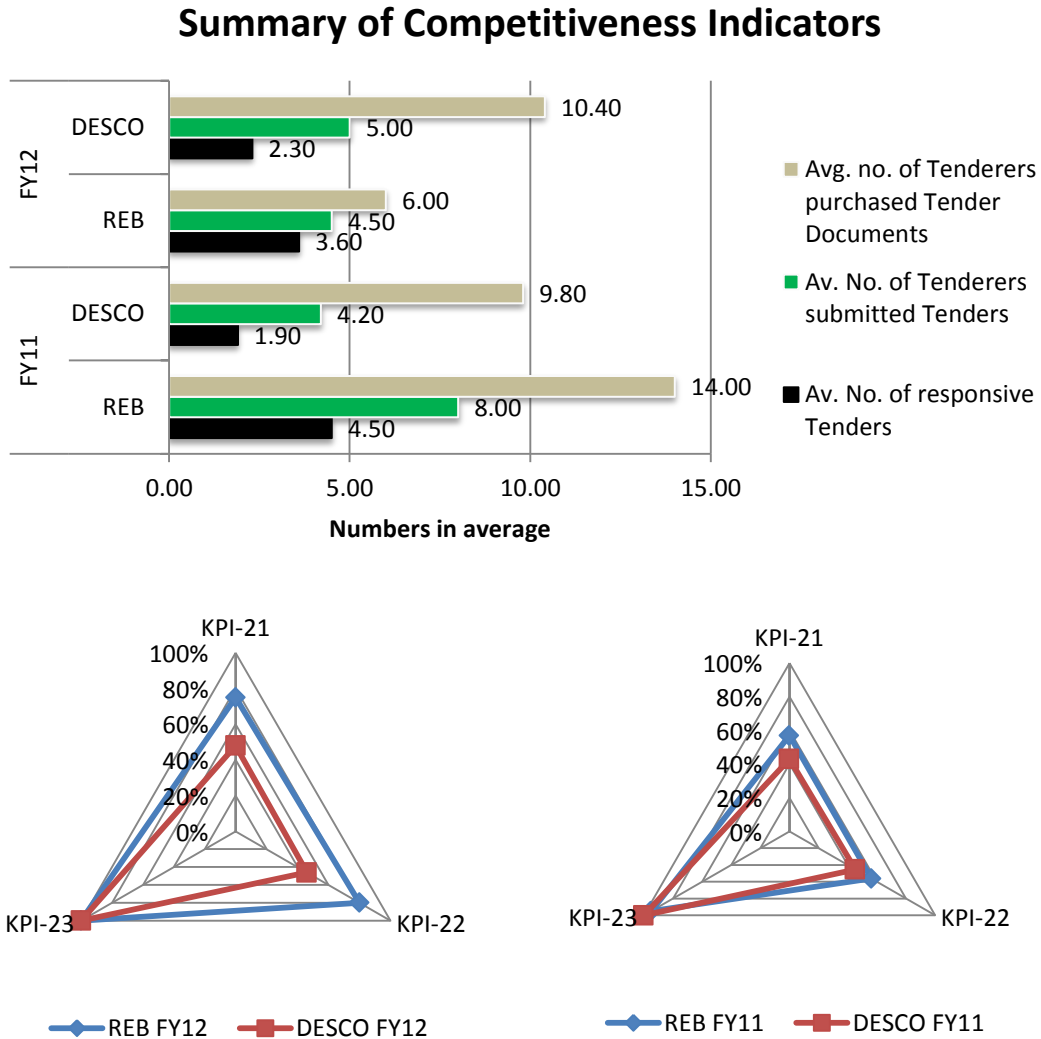 Summary of Competitiveness Indicators
FY12
DESCO
10.40
5.00
2.30
REB
6.00
4.50
3.60
FY11
DESCO
9.80
4.20
1.90
REB
14.00
8.00
4.50
0.00 5.00 10.00 15.00
Numbers in average
Avg. no. of Tenderers
purchased Tender
Documents
Av. No. of Tenderers
submitted Tenders
Av. No. of responsive
Tenders
KPI-21
100%
80%
60%
40%
20%
0%
KPI-23
KPI-22
REB FY12 DESCO FY12
KPI-21
100%
80%
60%
40%
20%
0%
KPI-23
KPI-22
REB FY11 DESCO FY11